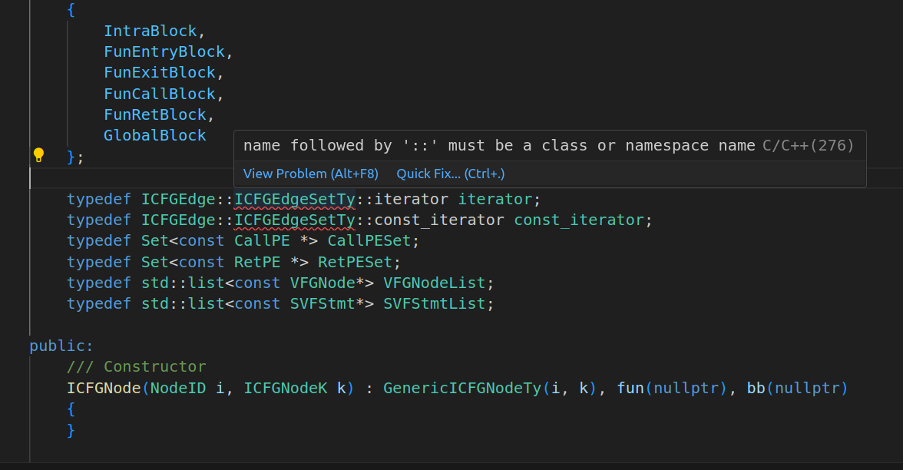 {
IntraBlock,
FunEntryBlock,
FunExitBlock,
FunCallBlock,
FunRetBlock,
GlobalBlock
};
name followed by '::' must be a class or namespace name C/C++(276)
View Problem (Alt+F8) Quick Fix... (Ctrl+.)
typedef ICFGEdge::ICFGEdgeSetTy::iterator iterator;
typedef ICFGEdge::ICFGEdgeSetTy::const_iterator const_iterator;
typedef Set<const CallPE *> CallPESet;
typedef Set<const RetPE *> RetPESet;
typedef std::list<const VFGNode*> VFGNodeList;
typedef std::list<const SVFStmt*> SVFStmtList;
public:
/// Constructor
ICFGNode(NodeID i, ICFGNodeK k) : GenericICFGNodeTy(i, k), fun(nullptr), bb(nullptr)
{
}